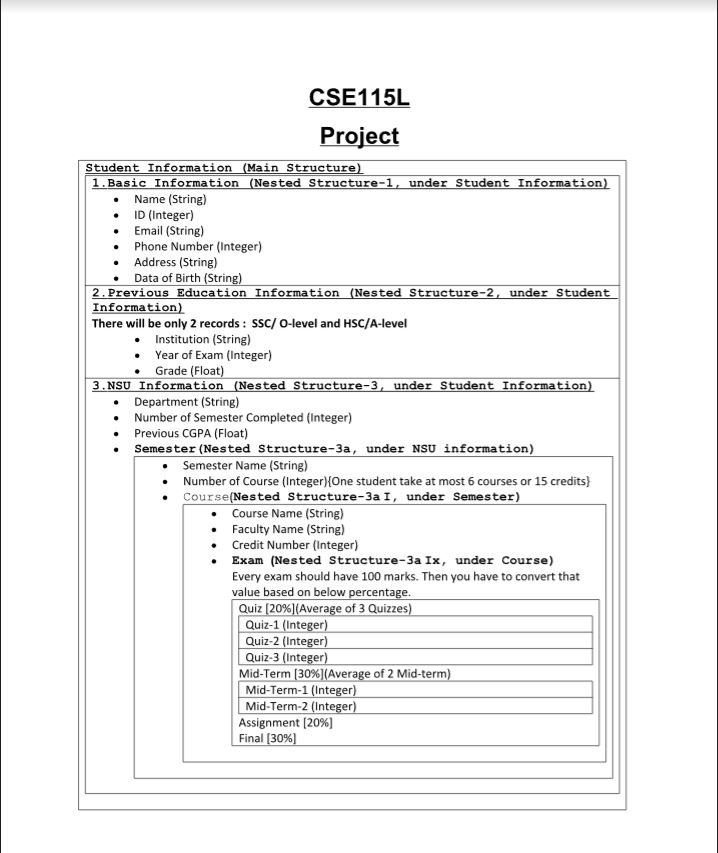 CSE115L
Project
Student Information (Main Structure)
1.Basic Information (Nested Structure-1, under Student Information)
• Name (String)
• ID (Integer)
• Email (String)
• Phone Number (Integer)
• Address (String)
• Data of Birth (String)
2.Previous Education Information (Nested Structure-2, under Student
Information)
There will be only 2 records : SSC/ O-level and HSC/A-level
• Institution (String)
• Year of Exam (Integer)
• Grade (Float)
3.NSU Information (Nested Structure-3, under Student Information)
• Department (String)
• Number of Semester Completed (Integer)
• Previous CGPA (Float)
• Semester(Nested Structure-3a, under NSU information)
• Semester Name (String)
• Number of Course (Integer){One student take at most 6 courses or 15 credits}
• Course(Nested Structure-3a I, under Semester)
• Course Name (String)
• Faculty Name (String)
• Credit Number (Integer)
• Exam (Nested Structure-3a Ix, under Course)
Every exam should have 100 marks. Then you have to convert that
value based on below percentage.
Quiz [20%](Average of 3 Quizzes)
Quiz-1 (Integer)
Quiz-2 (Integer)
Quiz-3 (Integer)
Mid-Term [30%](Average of 2 Mid-term)
Mid-Term-1 (Integer)
Mid-Term-2 (Integer)
Assignment [20%]
Final [30%]